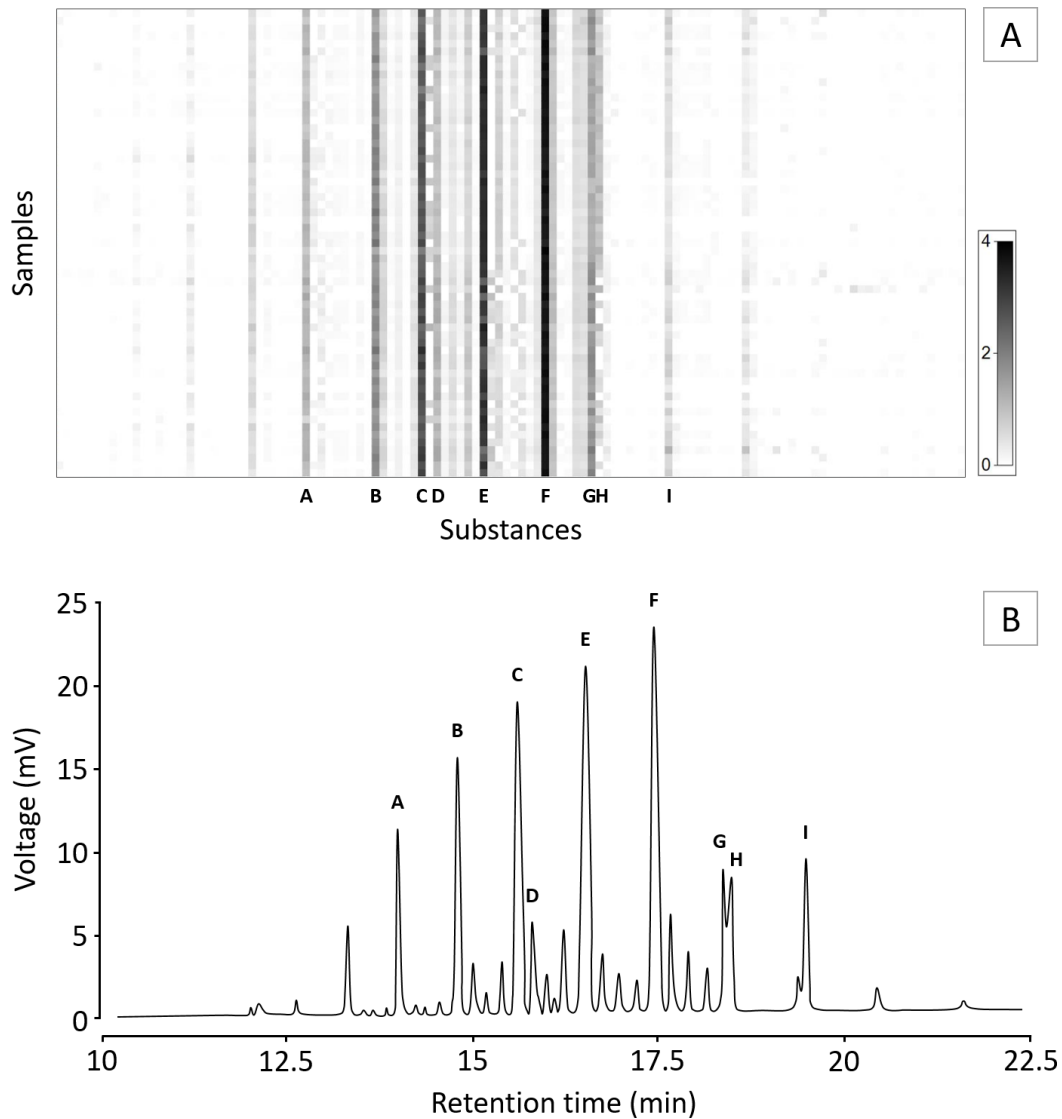 A
Samples
4
2
0
A B C D E F G H I
Substances
B
25
20
15
10
5
0
Voltage (mV)
F
E
C
B
A
G
H
I
D
10 12.5 15 17.5 20 22.5
Retention time (min)